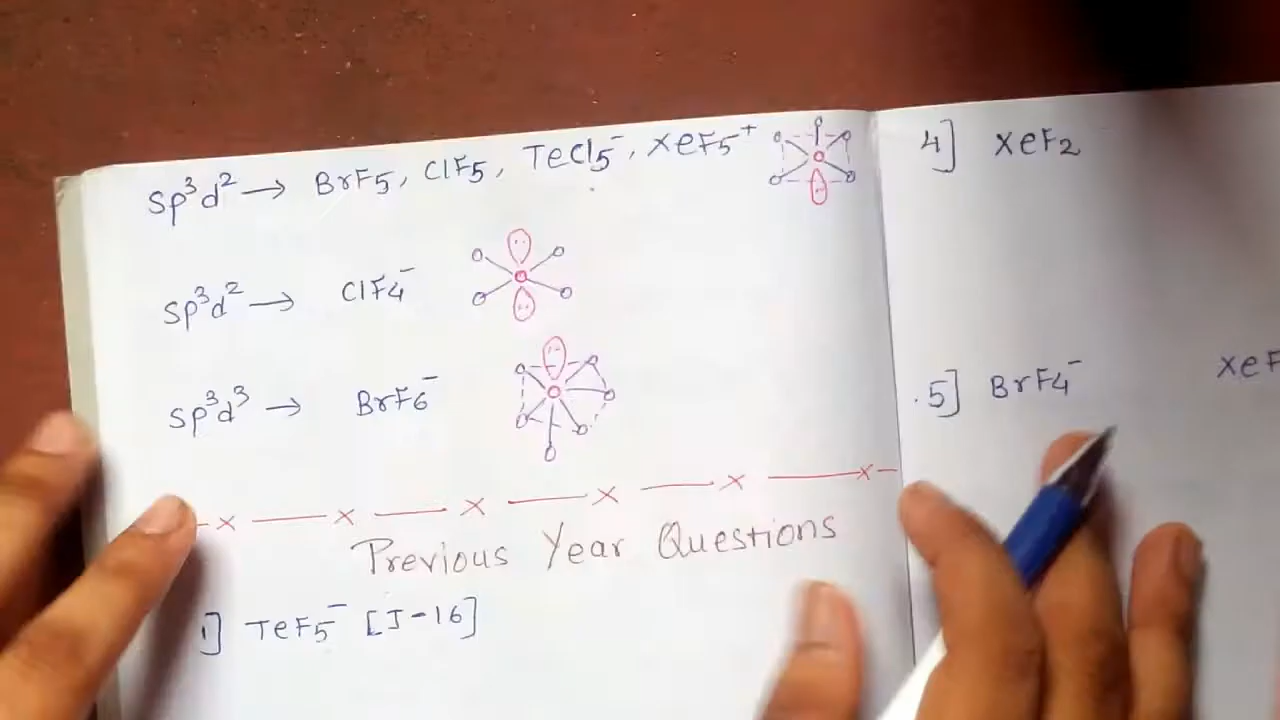 sp³d² → BrF₅, ClF₅, TeCl₅⁻, XeF₅⁺
sp³d² → ClF₄⁻
sp³d³ → BrF₆⁻
Previous Year Questions
1] TeF₅⁻ [J-16]
4] XeF₂
5] BrF₄⁻
XeF